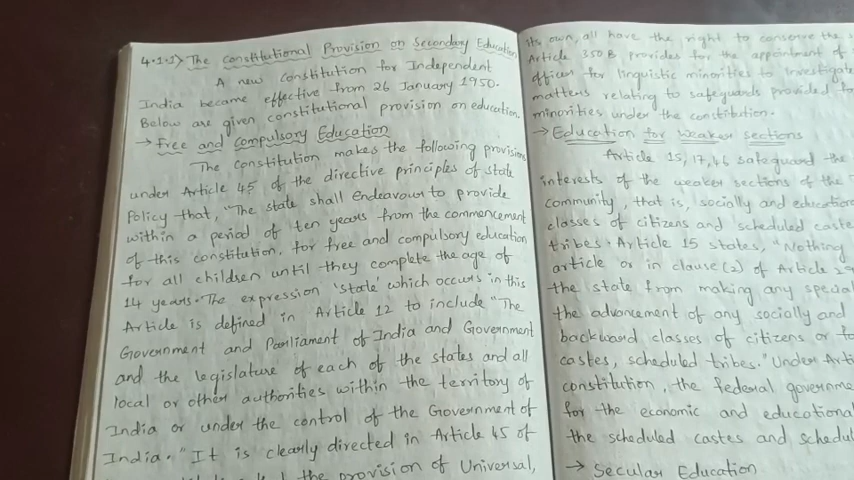 4.1.1) The Constitutional Provision on Secondary Education
A new Constitution for Independent
India became effective from 26 January 1950.
Below are given constitutional provision on education.
→ Free and Compulsory Education
The Constitution makes the following provisions
under Article 45 of the directive principles of state
Policy that, "The state shall Endeavour to provide
within a period of ten years from the commencement
of this constitution, for free and compulsory education
for all children until they complete the age of
14 years. The expression 'state' which occurs in this
Article is defined in Article 12 to include "The
Government and Parliament of India and Government
and the legislature of each of the states and all
local or other authorities within the territory of
India or under the control of the Government of
India." It is clearly directed in Article 45 of
the provision of Universal,
its own, all have the right to conserve the
Article 350 B provides for the appointment of
officer for linguistic minorities to investigate
matters relating to safeguards provided
minorities under the constitution.
→ Education for weaker sections
Article 15, 17, 46 safeguard the
interests of the weaker sections of the
community, that is, socially and education
classes of citizens and scheduled caste
tribes. Article 15 states, "Nothing
article or in clause (2) of Article 29
the state from making any special
the advancement of any socially and
backward classes of citizens or
castes, scheduled tribes." Under Arti
constitution, the federal governme
for the economic and educational
the scheduled castes and schedul
→ Secular Education